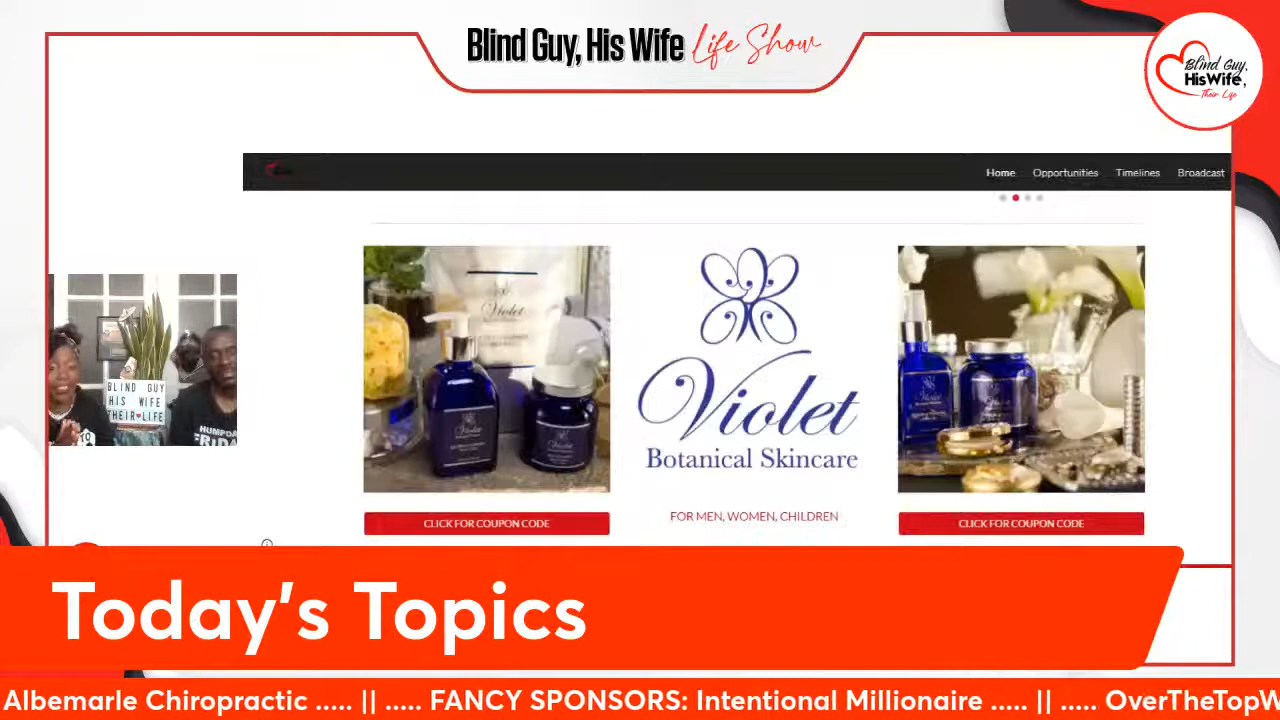 Blind Guy, His Wife Life Show
Blind Guy,
His Wife,
Their Life
Home Opportunities Timelines Broadcast
Violet
Violet
Botanical Skincare
FOR MEN, WOMEN, CHILDREN
CLICK FOR COUPON CODE
CLICK FOR COUPON CODE
BLIND GUY
HIS WIFE
THEIR LIFE
HUMPDAY
Today's Topics
Albemarle Chiropractic ..... || ..... FANCY SPONSORS: Intentional Millionaire ..... || ..... OverTheTopW